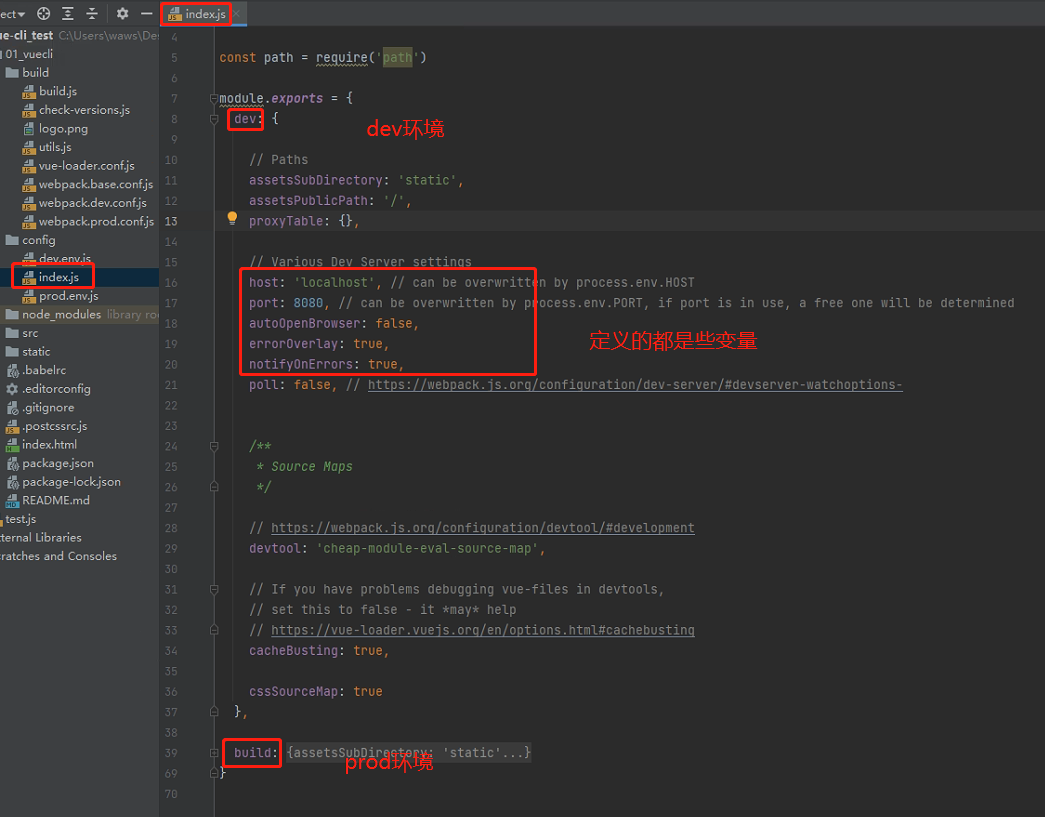 ect
index.js
ue-cli_test C:\Users\waws\Des
01_vuecli
build
build.js
check-versions.js
logo.png
utils.js
vue-loader.conf.js
webpack.base.conf.js
webpack.dev.conf.js
webpack.prod.conf.js
config
dev.env.js
index.js
prod.env.js
node_modules library roo
src
static
.babelrc
.editorconfig
.gitignore
.postcssrc.js
index.html
package.json
package-lock.json
README.md
test.js
ternal Libraries
ratches and Consoles
4
5 const path = require('path')
6
7 module.exports = {
8 dev: {
dev环境
9
10 // Paths
11 assetsSubDirectory: 'static',
12 assetsPublicPath: '/',
13 proxyTable: {},
14
15 // Various Dev Server settings
16 host: 'localhost', // can be overwritten by process.env.HOST
17 port: 8080, // can be overwritten by process.env.PORT, if port is in use, a free one will be determined
18 autoOpenBrowser: false,
19 errorOverlay: true,
定义的都是些变量
20 notifyOnErrors: true,
21 poll: false, // https://webpack.js.org/configuration/dev-server/#devserver-watchoptions-
22
23
24 /**
25 * Source Maps
26 */
27
28 // https://webpack.js.org/configuration/devtool/#development
29 devtool: 'cheap-module-eval-source-map',
30
31 // If you have problems debugging vue-files in devtools,
32 // set this to false - it *may* help
33 // https://vue-loader.vuejs.org/en/options.html#cachebusting
34 cacheBusting: true,
35
36 cssSourceMap: true
37 },
38
39 build: {assetsSubDirectory: 'static'...}
prod环境
69 }
70